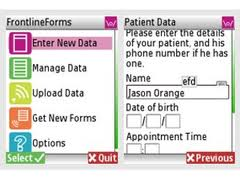 FrontlineForms
Enter New Data
Manage Data
Upload Data
Get New Forms
Options
Select
Quit
Patient Data
Please enter the details
of your patient, and his
phone number if he has
one.
Name
efd
Jason Orange
Date of birth
/ /
Appointment Time
:
Previous